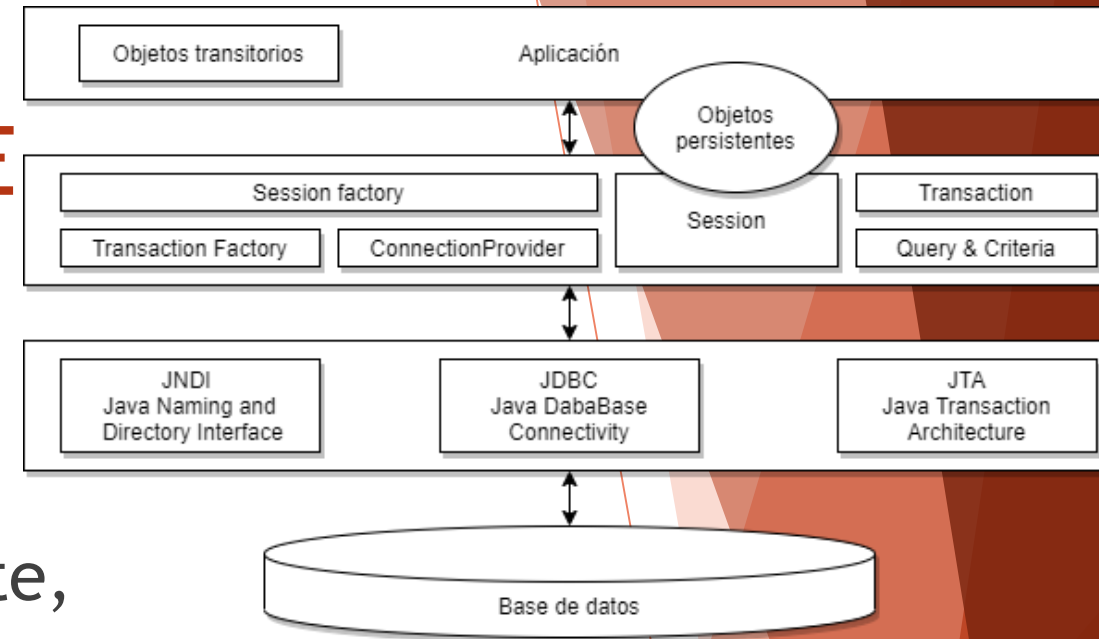 Objetos transitorios
Aplicación
Objetos
persistentes
E
Session factory
Session
Transaction
Transaction Factory
ConnectionProvider
Query & Criteria
JNDI
Java Naming and
Directory Interface
JDBC
Java DabaBase
Connectivity
JTA
Java Transaction
Architecture
te,
Base de datos